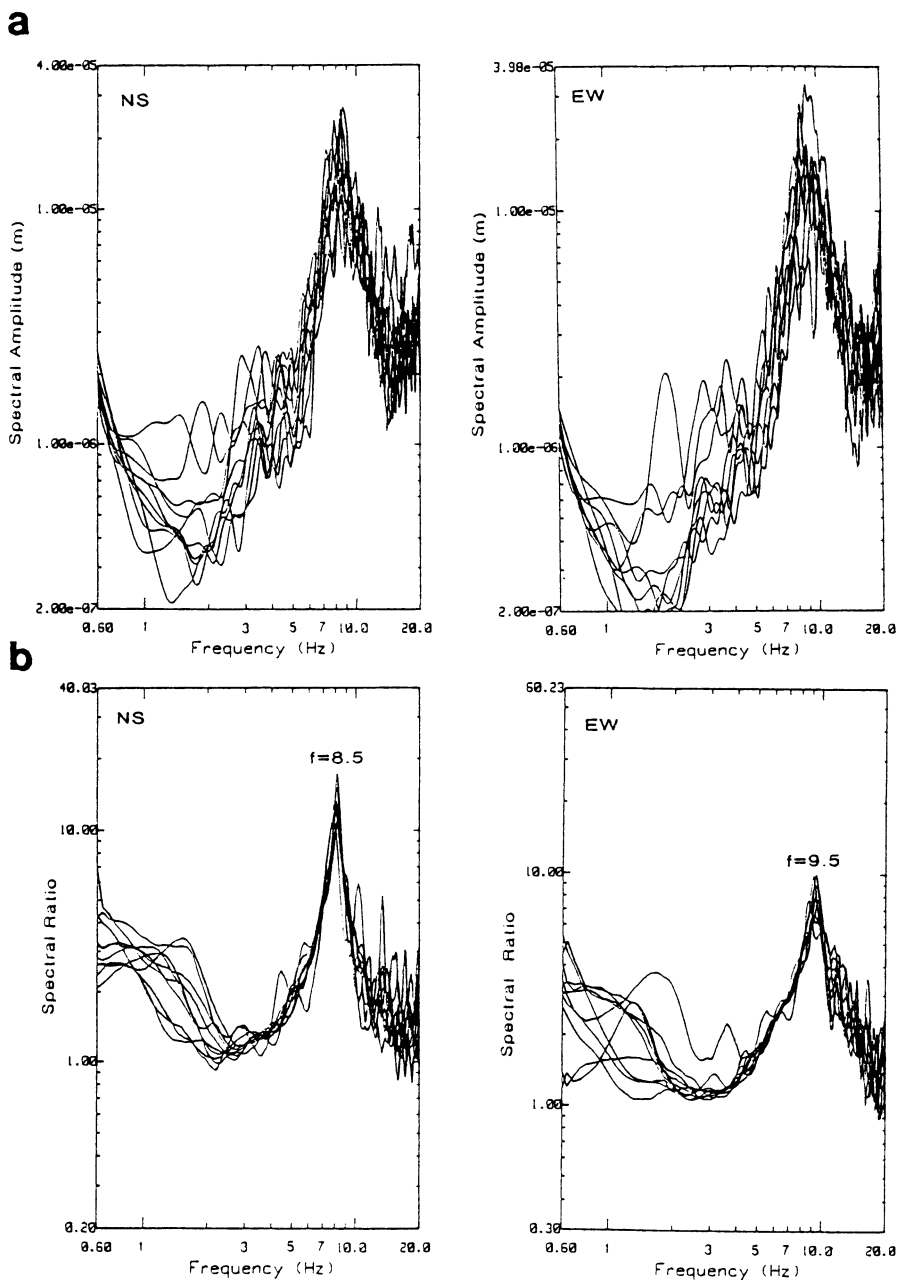 a
4.00e-05
NS
1.00e-05
1.00e-06
2.00e-07
Spectral Amplitude (m)
0.60 1 3 5 7 10.0 20.0
Frequency (Hz)
3.98e-05
EW
1.00e-05
1.00e-06
2.00e-07
Spectral Amplitude (m)
0.60 1 3 5 7 10.0 20.0
Frequency (Hz)
b
40.03
NS
f=8.5
10.00
1.00
0.20
Spectral Ratio
0.60 1 3 5 7 10.0 20.0
Frequency (Hz)
60.23
EW
f=9.5
10.00
1.00
0.30
Spectral Ratio
0.60 1 3 5 7 10.0 20.0
Frequency (Hz)